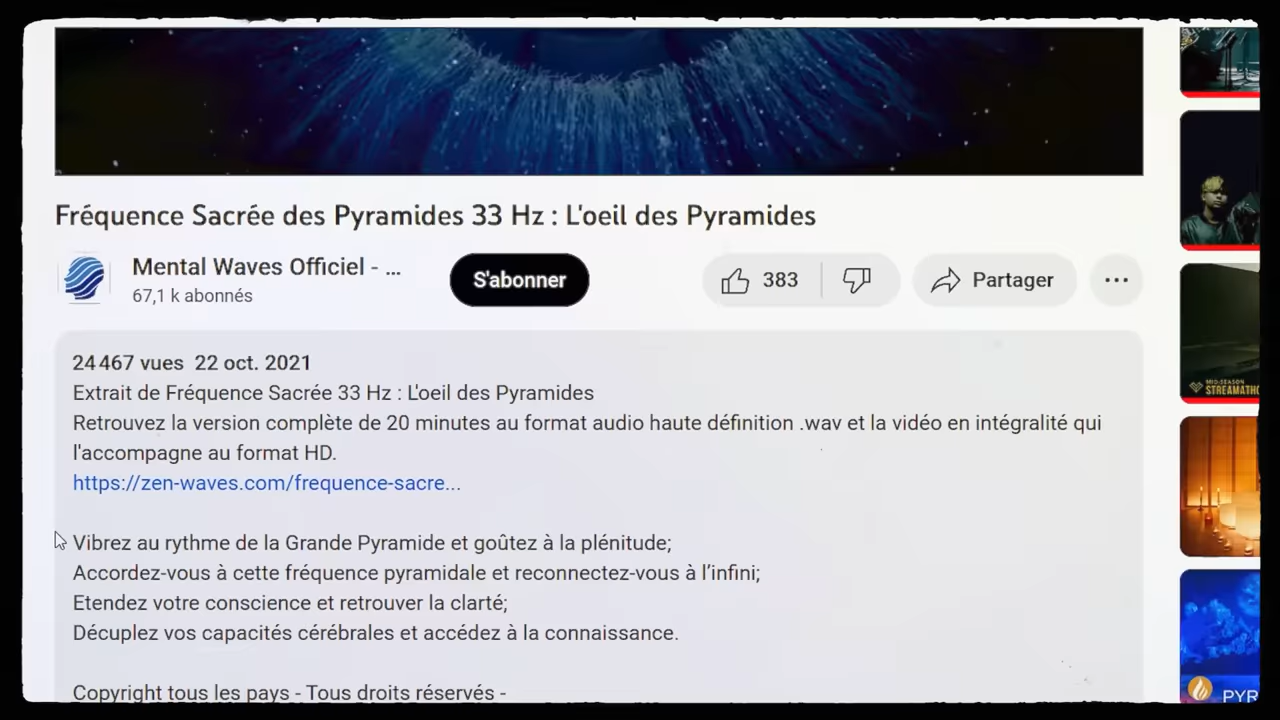 Fréquence Sacrée des Pyramides 33 Hz : L'oeil des Pyramides
Mental Waves Officiel - ...
67,1 k abonnés
S'abonner
383
Partager
24 467 vues 22 oct. 2021
Extrait de Fréquence Sacrée 33 Hz : L'oeil des Pyramides
Retrouvez la version complète de 20 minutes au format audio haute définition .wav et la vidéo en intégralité qui
l'accompagne au format HD.
https://zen-waves.com/frequence-sacre...
Vibrez au rythme de la Grande Pyramide et goûtez à la plénitude;
Accordez-vous à cette fréquence pyramidale et reconnectez-vous à l’infini;
Etendez votre conscience et retrouver la clarté;
Décuplez vos capacités cérébrales et accédez à la connaissance.
Copyright tous les pays - Tous droits réservés -
MID-SEASON
STREAMATHO
PYR